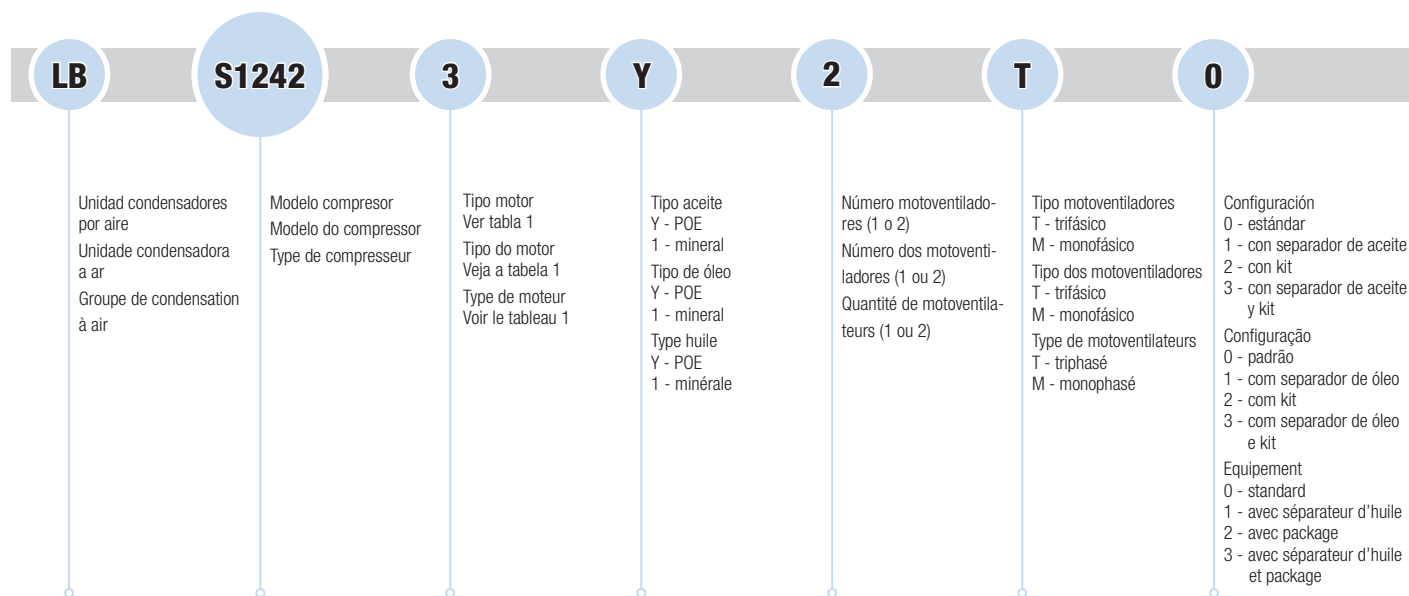 LB
S1242
3
Y
2
T
0
Unidad condensadores
por aire
Unidade condensadora
a ar
Groupe de condensation
à air
Modelo compresor
Modelo do compressor
Type de compresseur
Tipo motor
Ver tabla 1
Tipo do motor
Veja a tabela 1
Type de moteur
Voir le tableau 1
Tipo aceite
Y - POE
1 - mineral
Tipo de óleo
Y - POE
1 - mineral
Type huile
Y - POE
1 - minérale
Número motoventilado-
res (1 o 2)
Número dos motoventi-
ladores (1 ou 2)
Quantité de motoventila-
teurs (1 ou 2)
Tipo motoventiladores
T - trifásico
M - monofásico
Tipo dos motoventiladores
T - trifásico
M - monofásico
Type de motoventilateurs
T - triphasé
M - monophasé
Configuración
0 - estándar
1 - con separador de aceite
2 - con kit
3 - con separador de aceite
y kit
Configuração
0 - padrão
1 - com separador de óleo
2 - com kit
3 - com separador de óleo
e kit
Equipement
0 - standard
1 - avec séparateur d'huile
2 - avec package
3 - avec séparateur d'huile
et package